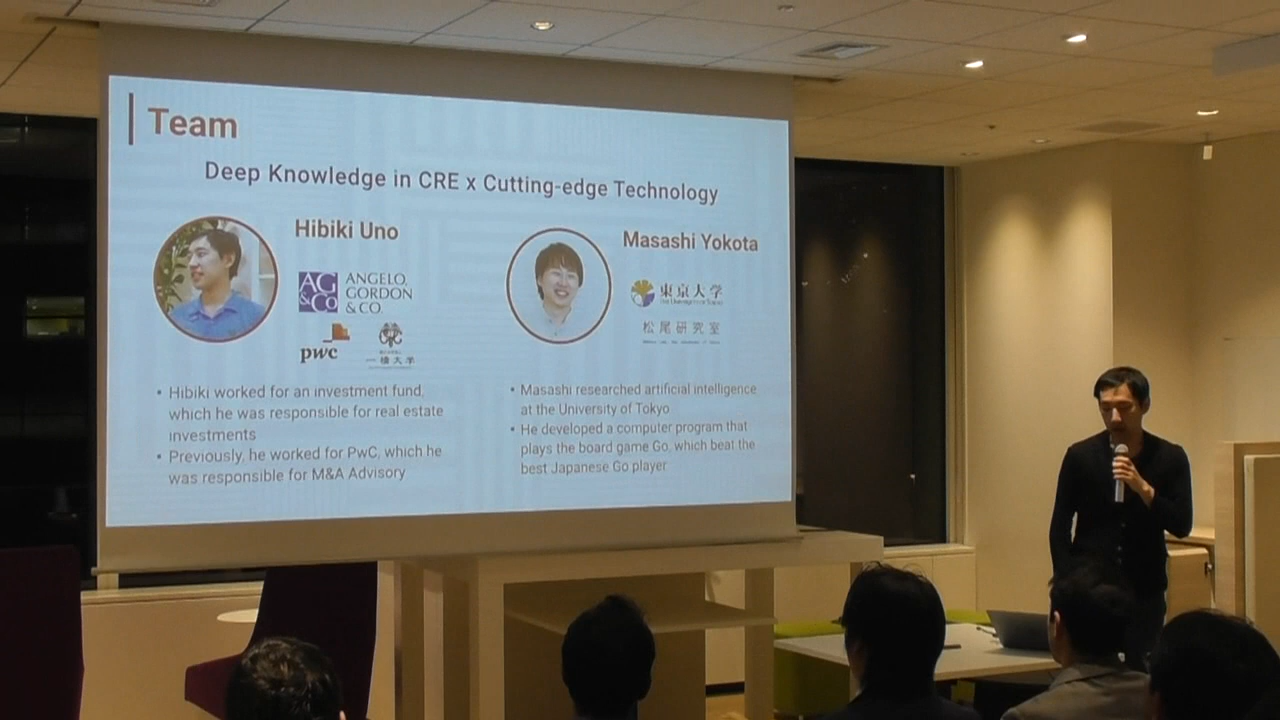 Team
Deep Knowledge in CRE x Cutting-edge Technology
Hibiki Uno
AG
&CO
ANGELO,
GORDON
&CO.
pwc
一橋大学
Hibiki worked for an investment fund,
which he was responsible for real estate
investments
Previously, he worked for PwC, which he
was responsible for M&A Advisory
Masashi Yokota
東京大学
The University of Tokyo
松尾研究室
Masashi researched artificial intelligence
at the University of Tokyo
He developed a computer program that
plays the board game Go, which beat the
best Japanese Go player